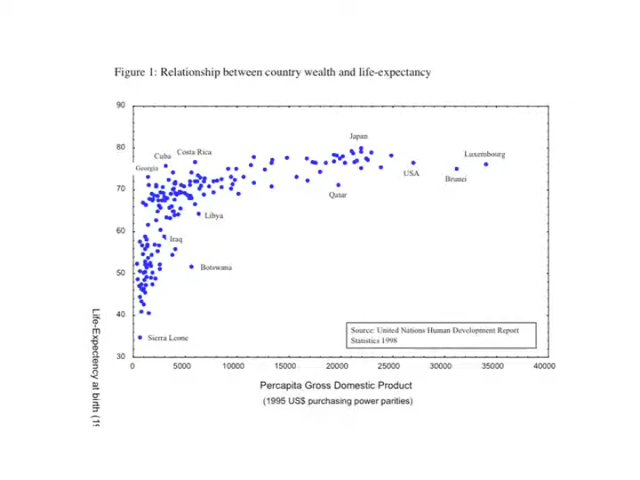 Figure 1: Relationship between country wealth and life-expectancy
90
80
70
60
50
40
30
Japan
Cuba
Costa Rica
Luxembourg
Georgia
USA
Brunei
Qatar
Libya
Iraq
Botswana
Source: United Nations Human Development Report
Statistics 1998
Sierra Leone
0 5000 10000 15000 20000 25000 30000 35000 40000
Percapita Gross Domestic Product
(1995 US$ purchasing power parities)
Life-Expectency at birth (19